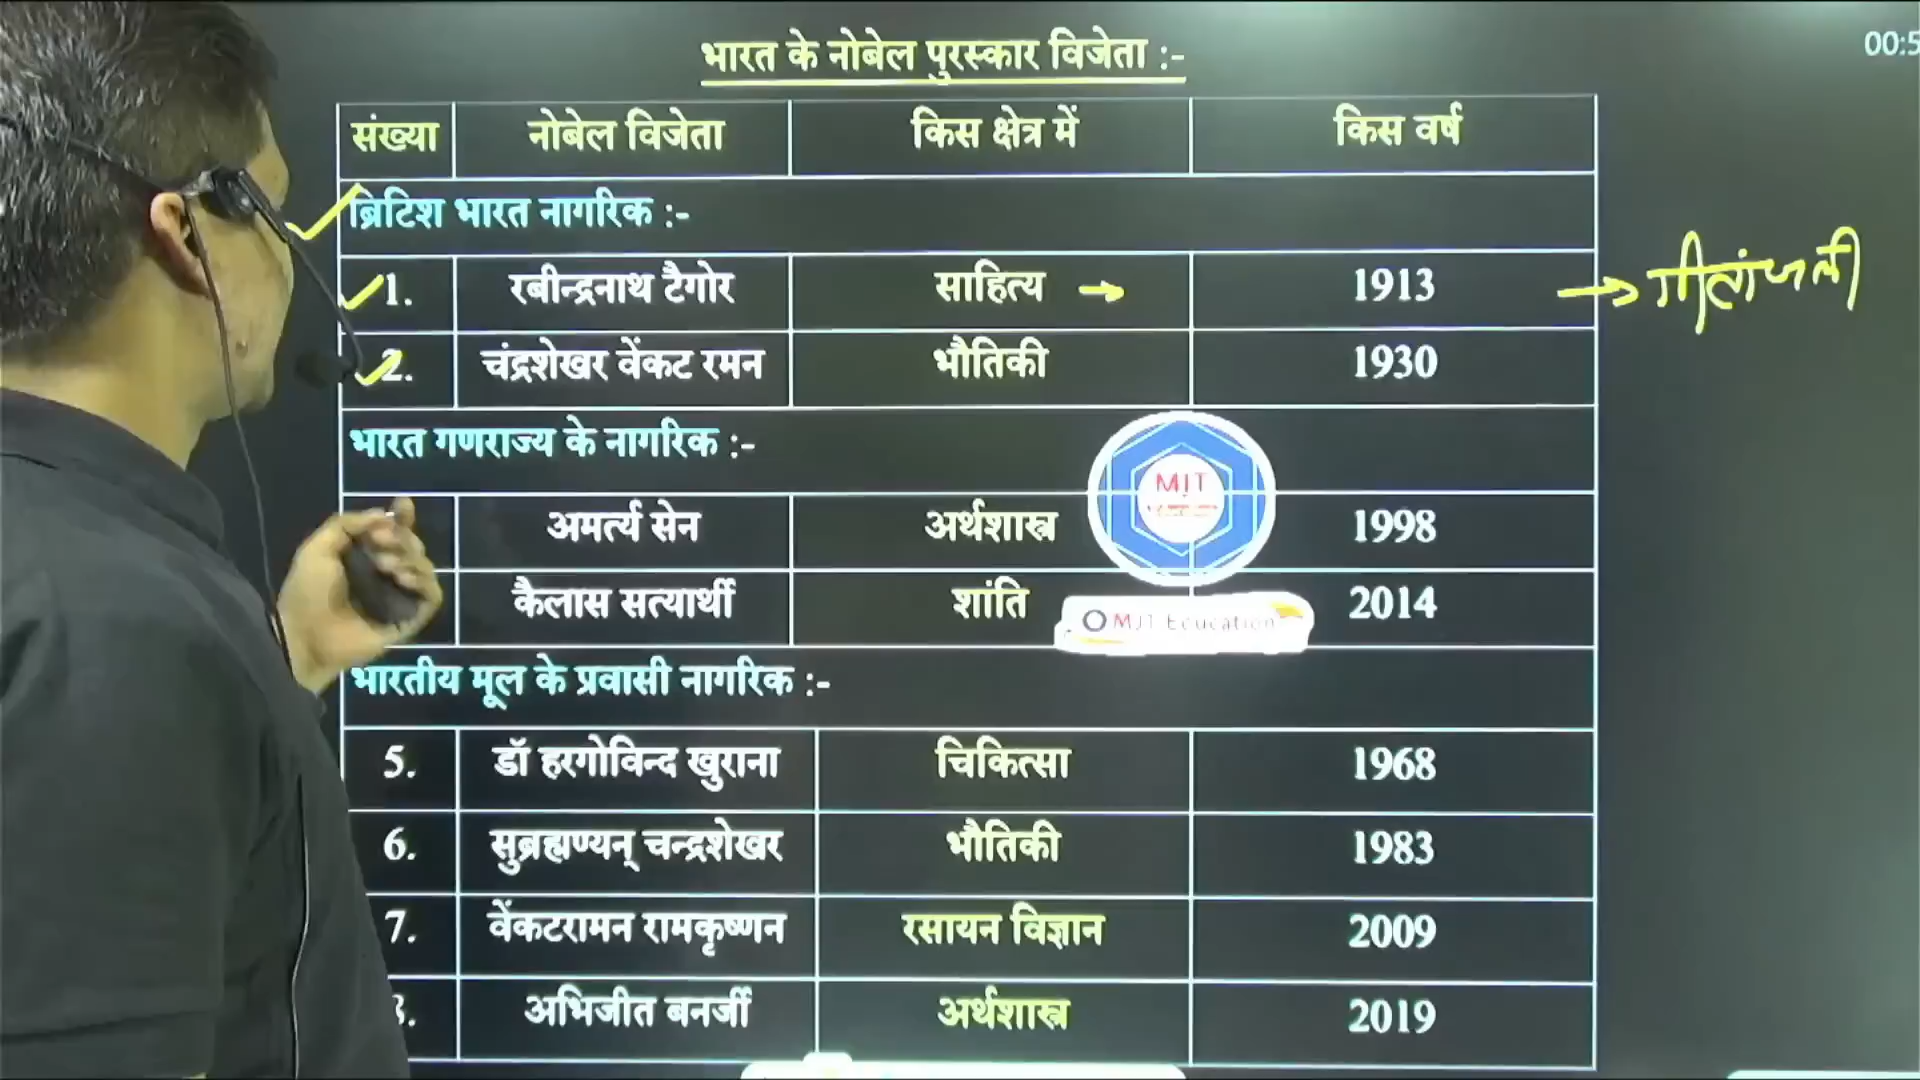 भारत के नोबेल पुरस्कार विजेता :-
00:5
संख्या नोबेल विजेता किस क्षेत्र में किस वर्ष
ब्रिटिश भारत नागरिक :-
1. रबीन्द्रनाथ टैगोर साहित्य → 1913 → गीतांजली
2. चंद्रशेखर वेंकट रमन भौतिकी 1930
भारत गणराज्य के नागरिक :-
MJT
अमर्त्य सेन अर्थशास्त्र 1998
कैलास सत्यार्थी शांति 2014
MJT Education
भारतीय मूल के प्रवासी नागरिक :-
5. डॉ हरगोविन्द खुराना चिकित्सा 1968
6. सुब्रह्मण्यन् चन्द्रशेखर भौतिकी 1983
7. वेंकटरामन रामकृष्णन रसायन विज्ञान 2009
8. अभिजीत बनर्जी अर्थशास्त्र 2019